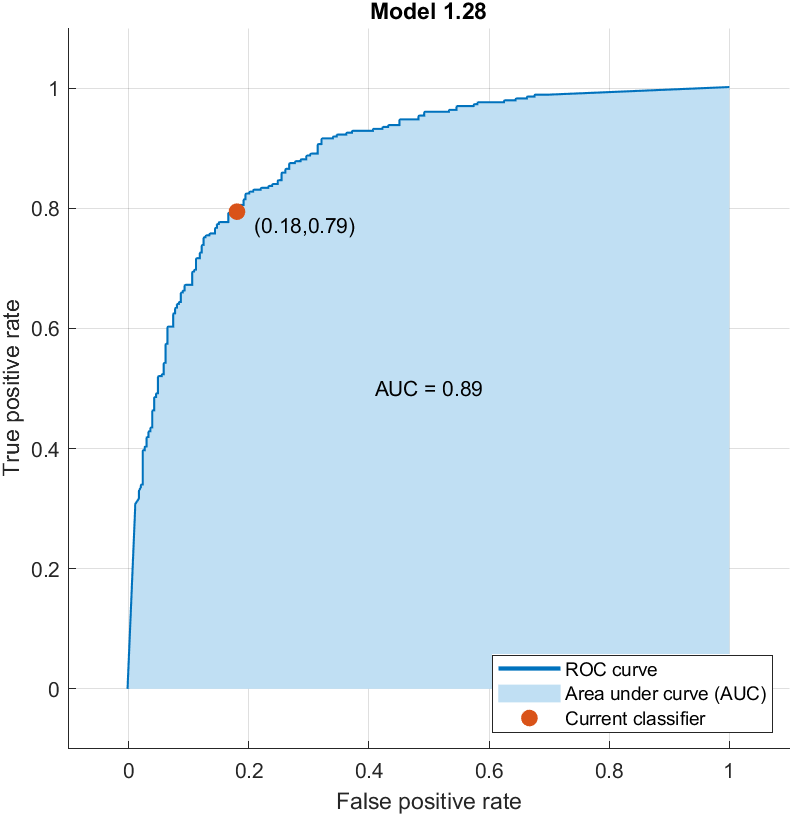 Model 1.28
True positive rate
1
0.8
0.6
0.4
0.2
0
(0.18,0.79)
AUC = 0.89
ROC curve
Area under curve (AUC)
Current classifier
0 0.2 0.4 0.6 0.8 1
False positive rate